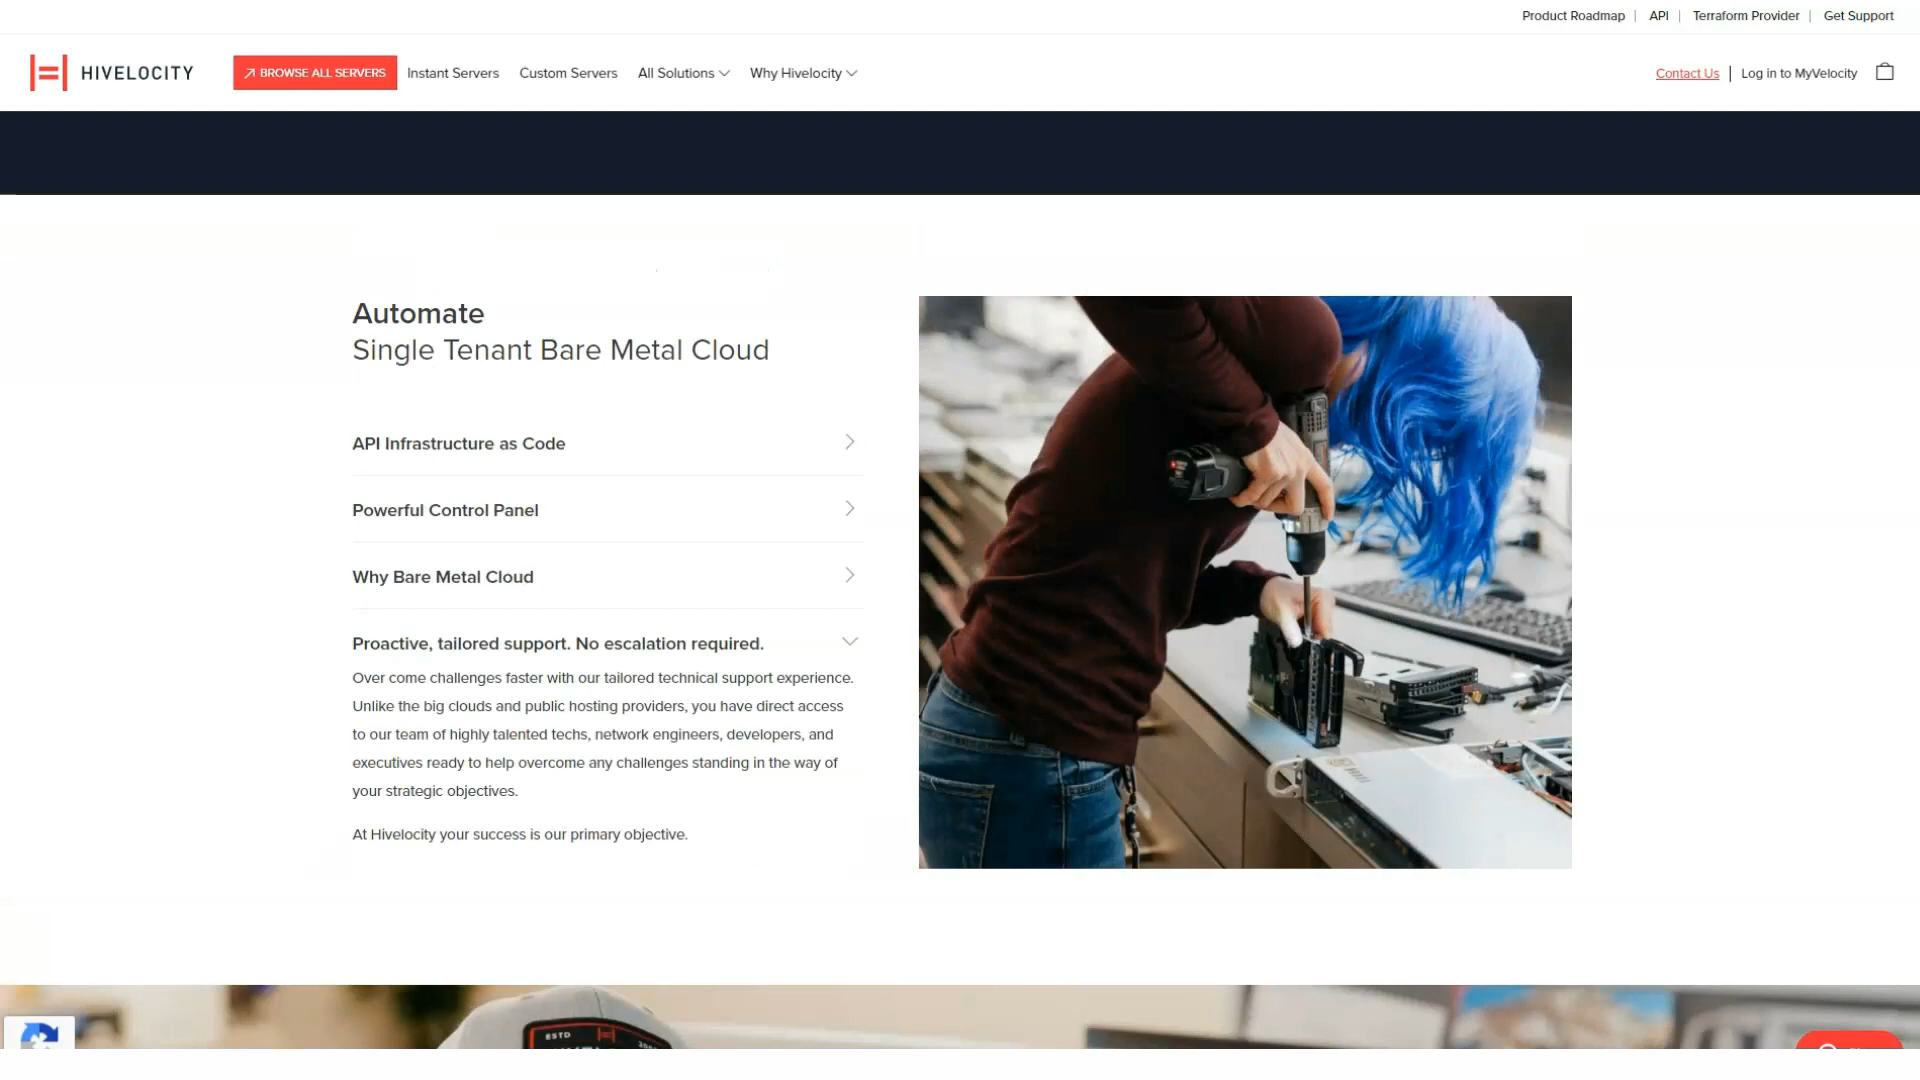 Product Roadmap | API | Terraform Provider | Get Support
HIVELOCITY
BROWSE ALL SERVERS
Instant Servers
Custom Servers
All Solutions
Why Hivelocity
Contact Us | Log in to MyVelocity
Automate
Single Tenant Bare Metal Cloud
API Infrastructure as Code
Powerful Control Panel
Why Bare Metal Cloud
Proactive, tailored support. No escalation required.
Over come challenges faster with our tailored technical support experience.
Unlike the big clouds and public hosting providers, you have direct access
to our team of highly talented techs, network engineers, developers, and
executives ready to help overcome any challenges standing in the way of
your strategic objectives.
At Hivelocity your success is our primary objective.
ESTD